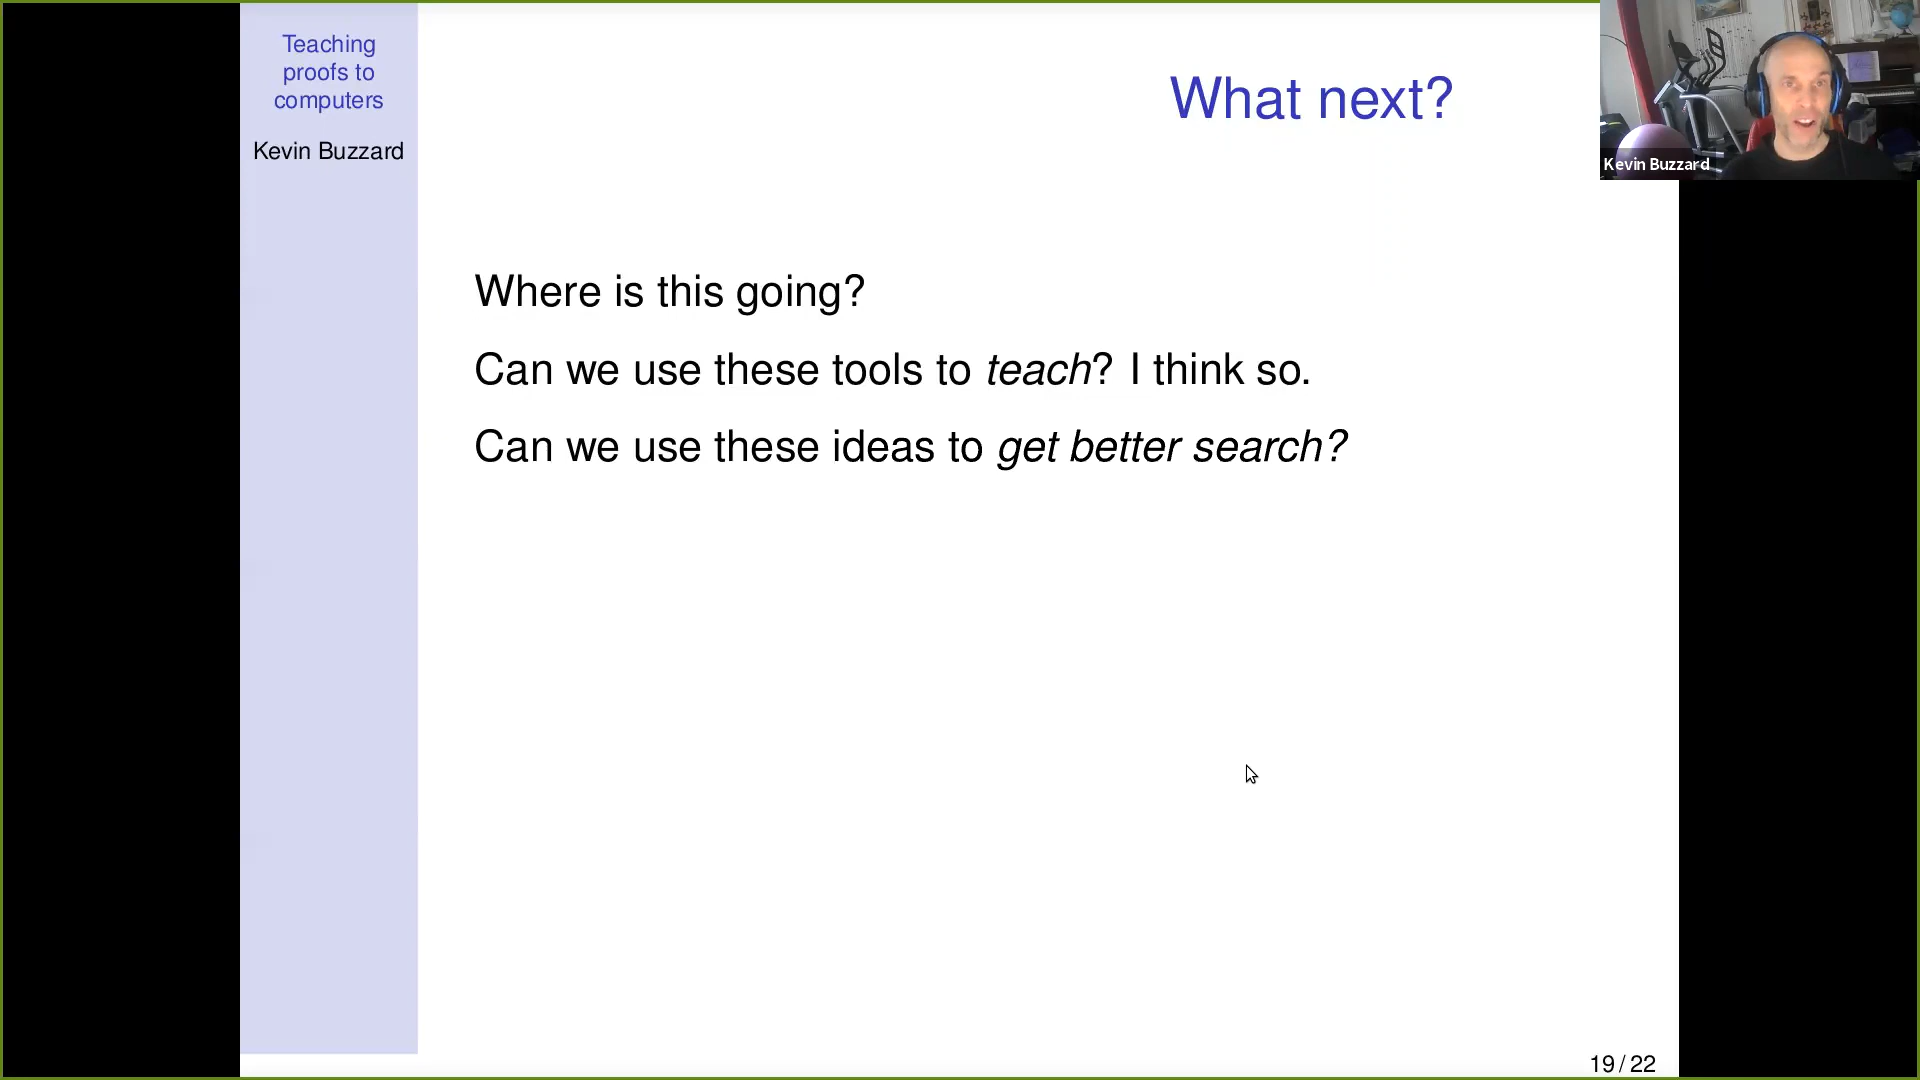 Teaching
proofs to
computers
Kevin Buzzard
What next?
Where is this going?
Can we use these tools to teach? I think so.
Can we use these ideas to get better search?
19 / 22
Kevin Buzzard